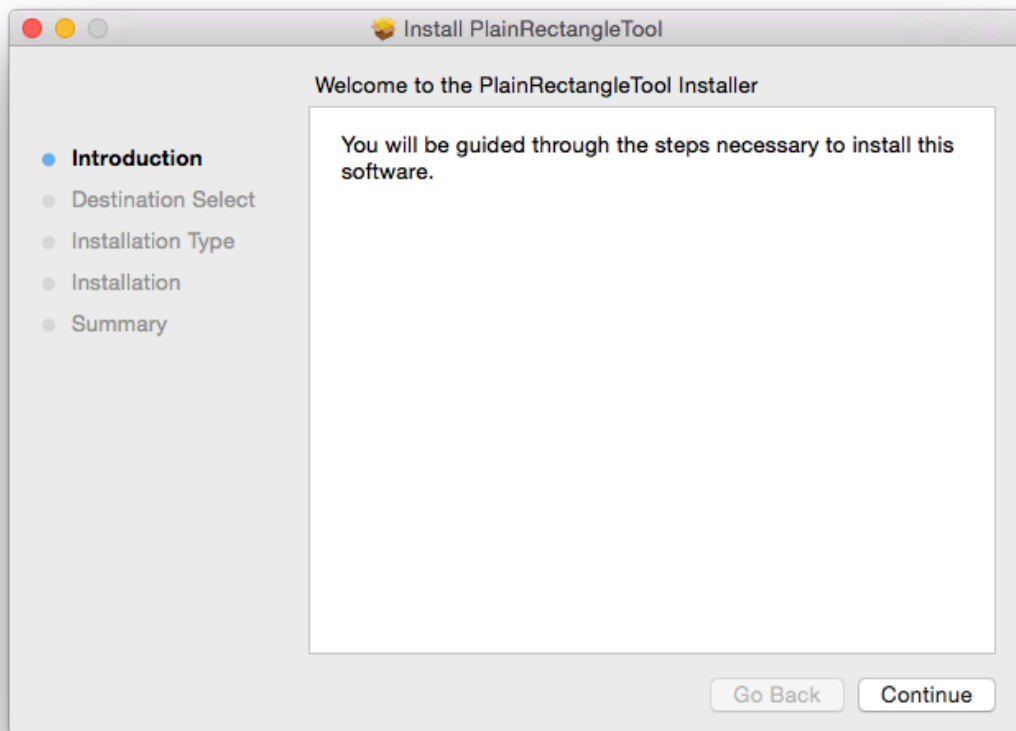 Install PlainRectangleTool
Welcome to the PlainRectangleTool Installer
Introduction
Destination Select
Installation Type
Installation
Summary
You will be guided through the steps necessary to install this
software.
Go Back
Continue